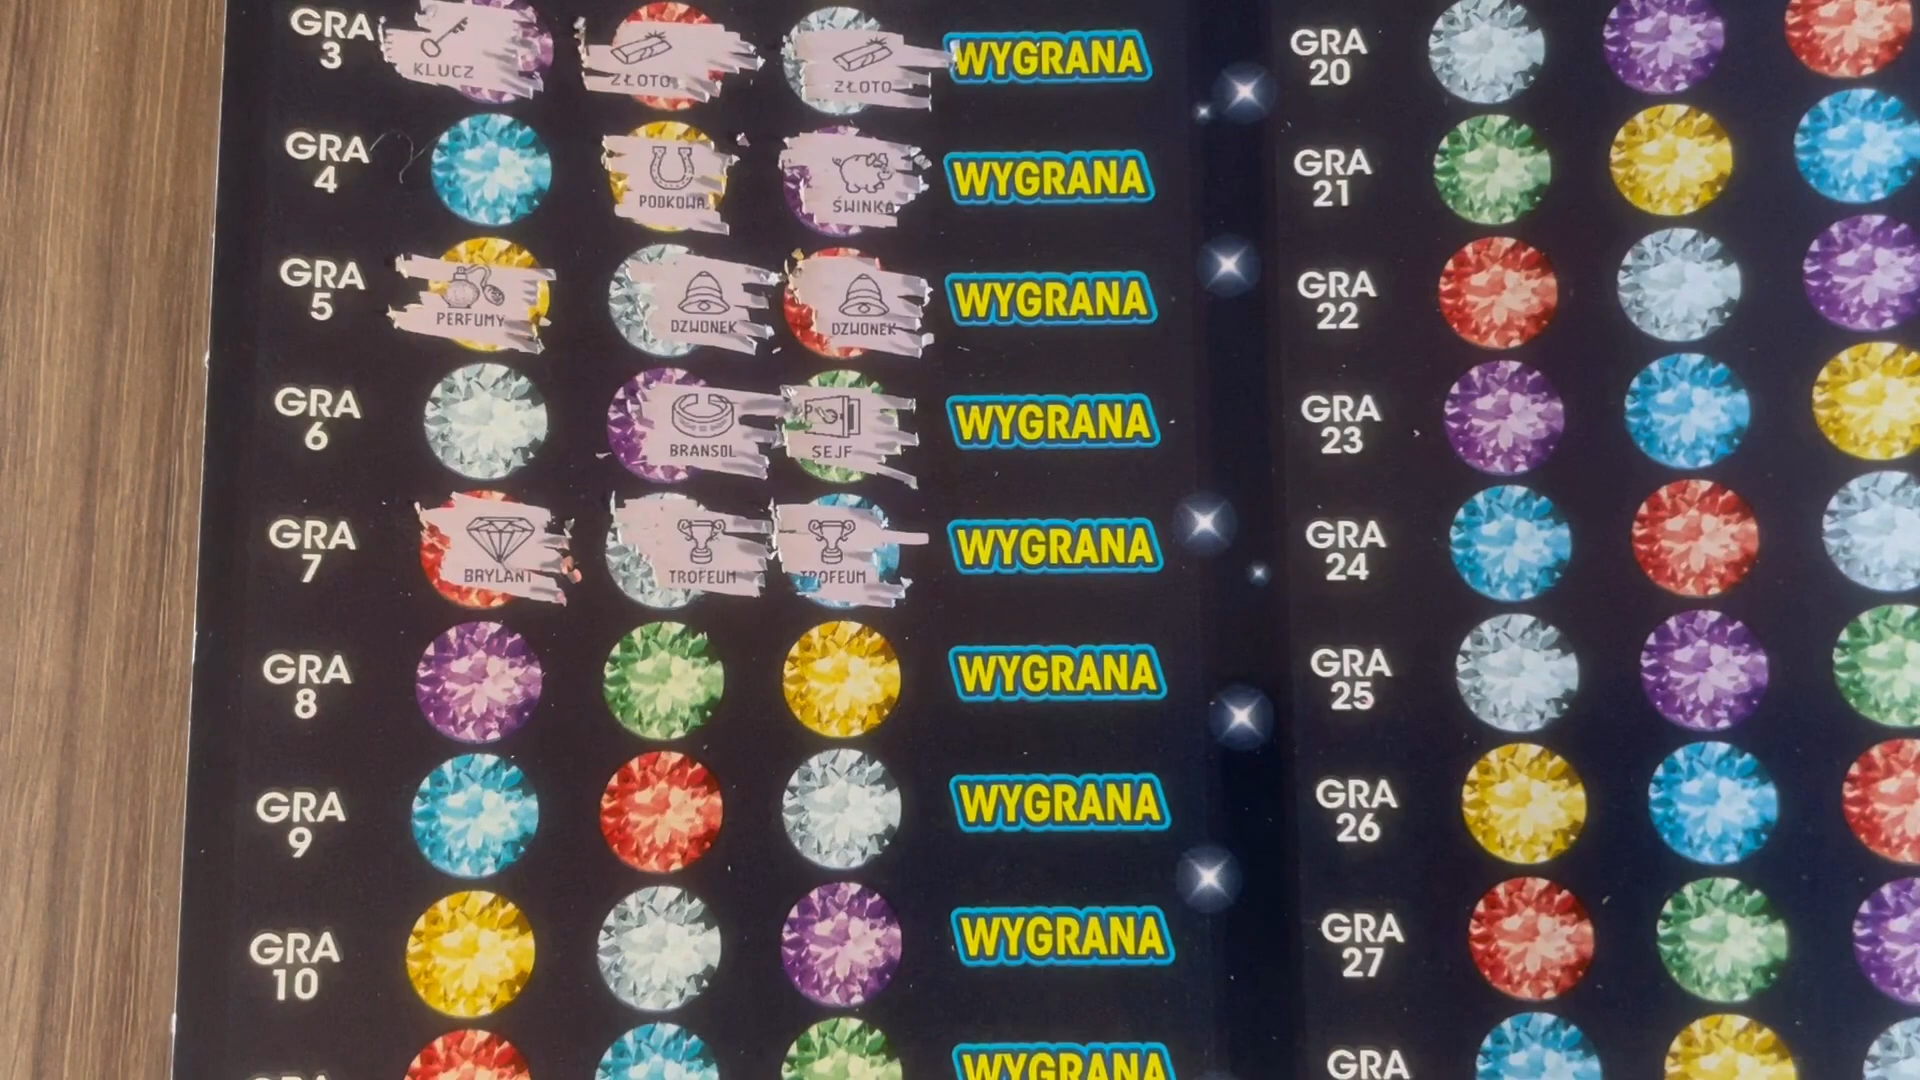 GRA
3
KLUCZ
ZŁOTO
ZŁOTO
WYGRANA
GRA
4
PODKOWA
ŚWINKA
WYGRANA
GRA
5
PERFUMY
DZWONEK
DZWONEK
WYGRANA
GRA
6
BRANSOL
SEJF
WYGRANA
GRA
7
BRYLANT
TROFEUM
TROFEUM
WYGRANA
GRA
8
WYGRANA
GRA
9
WYGRANA
GRA
10
WYGRANA
WYGRANA
GRA
20
GRA
21
GRA
22
GRA
23
GRA
24
GRA
25
GRA
26
GRA
27
GRA